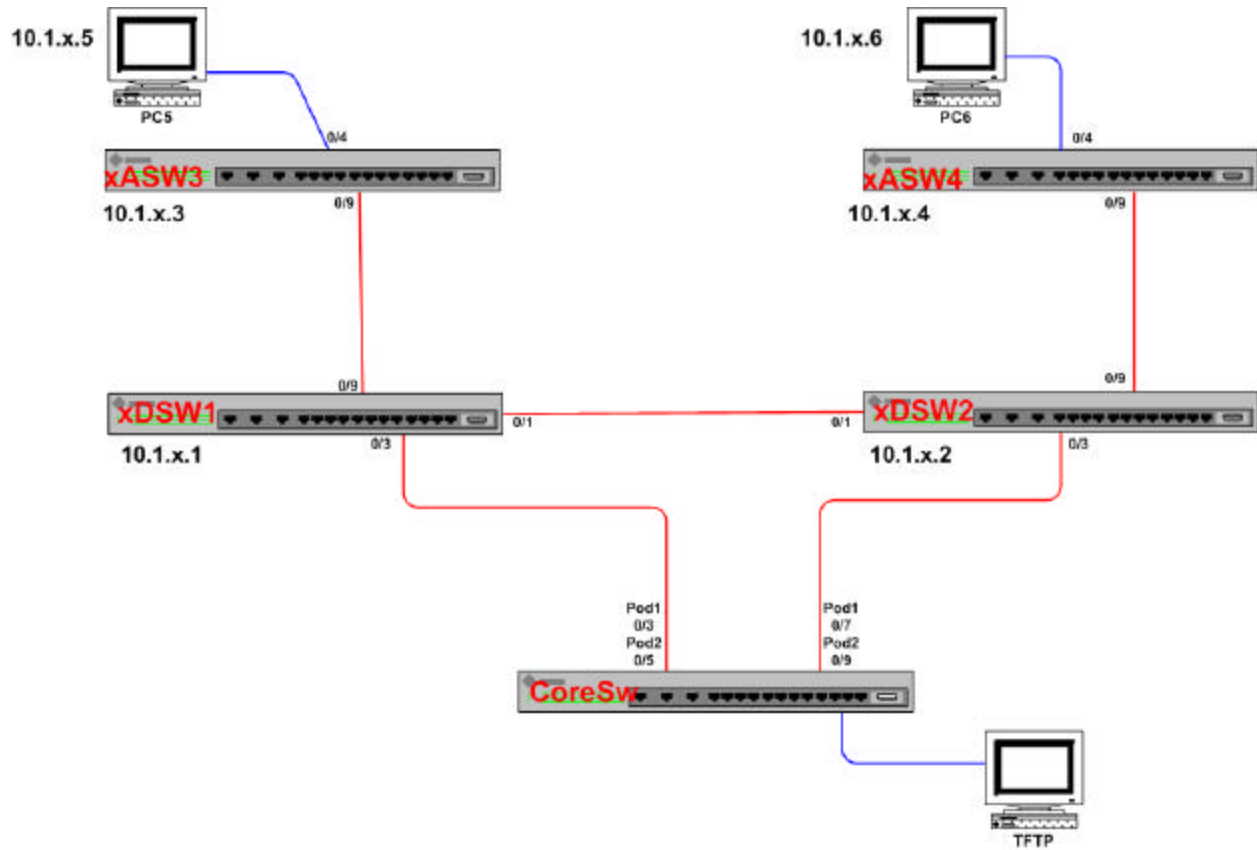 10.1.x.5
PC5
0/4
xASW3
0/9
10.1.x.3
10.1.x.6
PC6
0/4
xASW4
0/9
10.1.x.4
0/9
xDSW1
0/1
0/3
10.1.x.1
0/9
0/1
xDSW2
0/3
10.1.x.2
Pod1
0/3
Pod2
0/5
Pod1
0/7
Pod2
0/9
CoreSw
TFTP